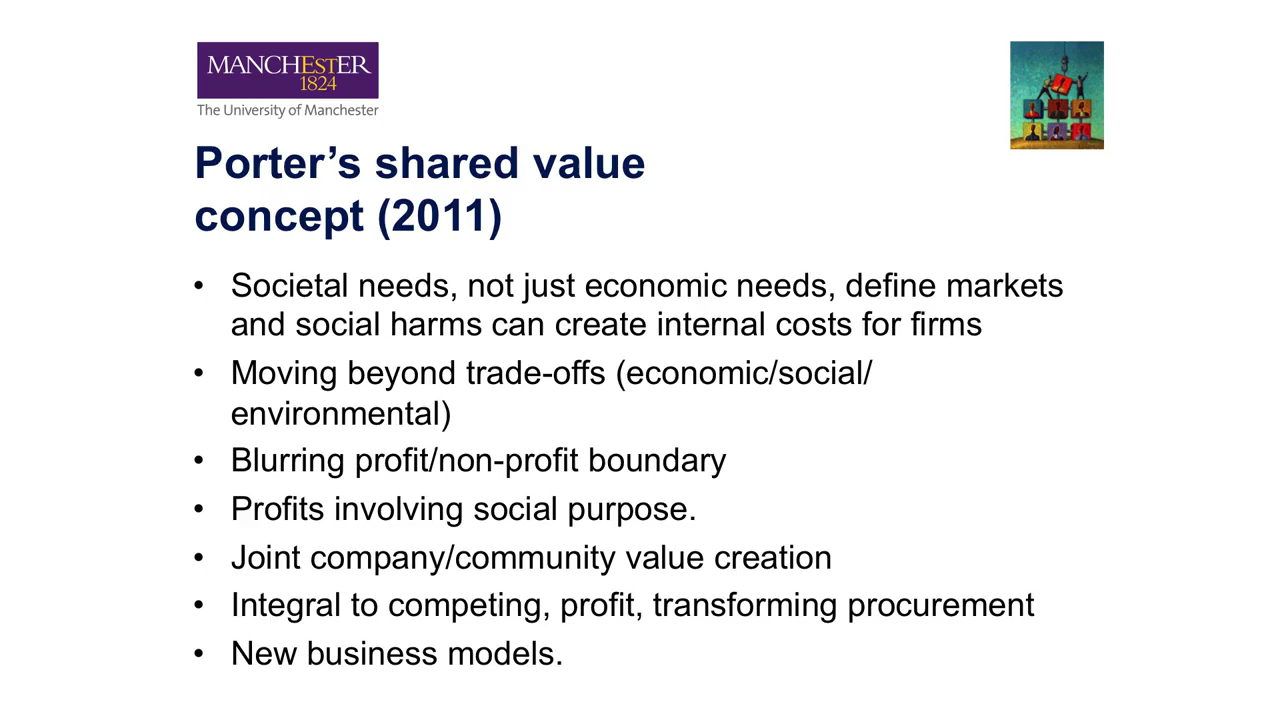 MANCHESTER
1824
The University of Manchester
Porter’s shared value
concept (2011)
• Societal needs, not just economic needs, define markets
and social harms can create internal costs for firms
• Moving beyond trade-offs (economic/social/
environmental)
• Blurring profit/non-profit boundary
• Profits involving social purpose.
• Joint company/community value creation
• Integral to competing, profit, transforming procurement
• New business models.